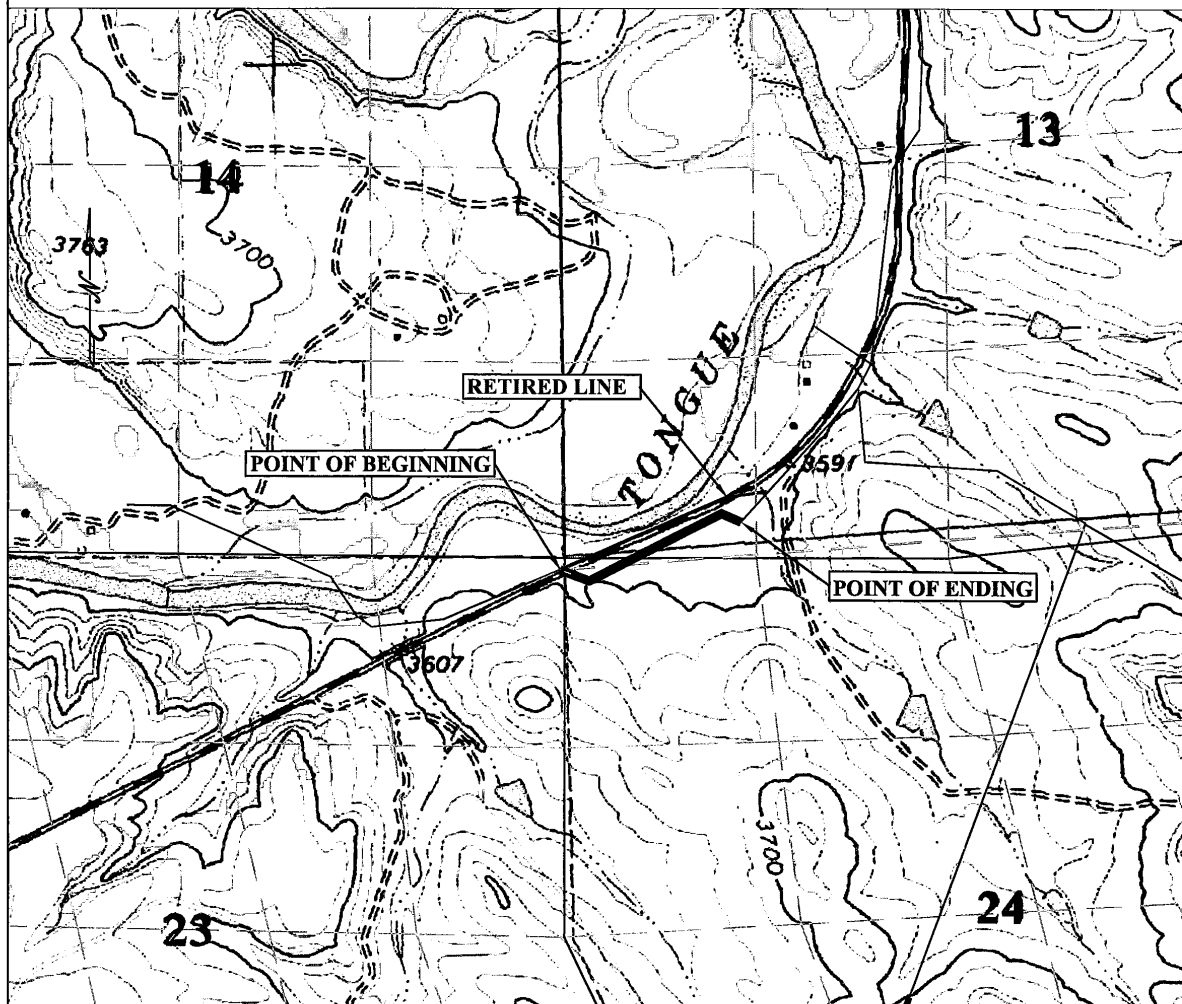 13
14
3763
3700
N
RETIRED LINE
TONGUE
POINT OF BEGINNING
3591
POINT OF ENDING
3607
3700
24
23